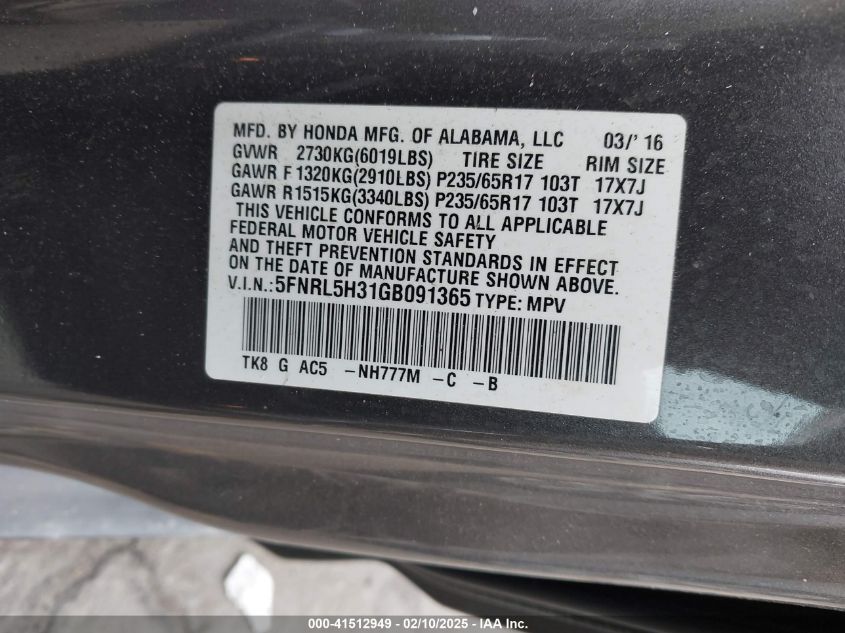 MFD. BY HONDA MFG. OF ALABAMA, LLC 03/'16
GVWR 2730KG(6019LBS) TIRE SIZE RIM SIZE
GAWR F 1320KG(2910LBS) P235/65R17 103T 17X7J
GAWR R1515KG(3340LBS) P235/65R17 103T 17X7J
THIS VEHICLE CONFORMS TO ALL APPLICABLE
FEDERAL MOTOR VEHICLE SAFETY
AND THEFT PREVENTION STANDARDS IN EFFECT
ON THE DATE OF MANUFACTURE SHOWN ABOVE.
V.I.N.:5FNRL5H31GB091365 TYPE: MPV
TK8 G AC5 -NH777M -C -B
000-41512949 - 02/10/2025 - IAAI.COM